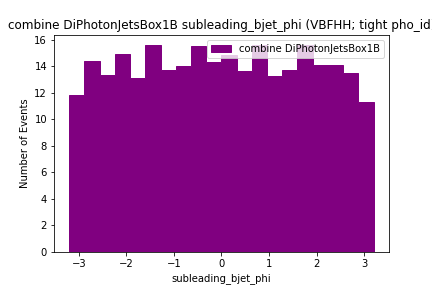 combine DiPhotonJetsBox1B subleading_bjet_phi (VBFHH; tight pho_id
combine DiPhotonJetsBox1B
16
14
12
10
8
6
4
2
0
Number of Events
−3 −2 −1 0 1 2 3
subleading_bjet_phi